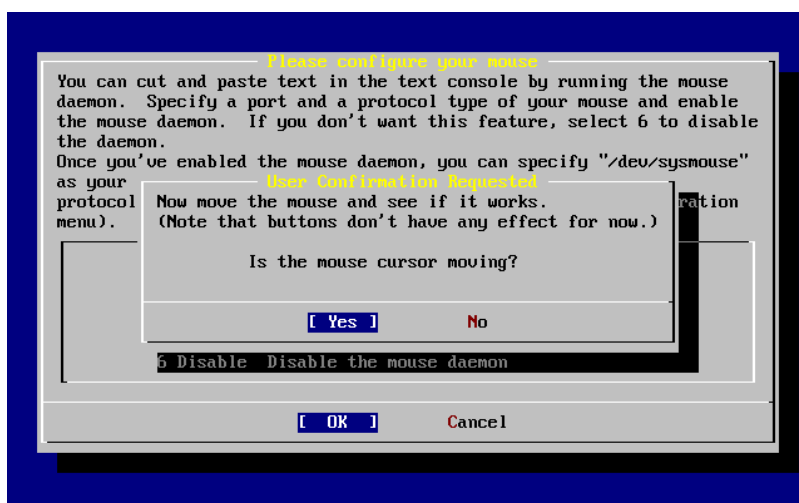 Please configure your mouse
You can cut and paste text in the text console by running the mouse
daemon.  Specify a port and a protocol type of your mouse and enable
the mouse daemon.  If you don't want this feature, select 6 to disable
the daemon.
Once you've enabled the mouse daemon, you can specify "/dev/sysmouse"
as your
User Confirmation Requested
protocol
ration
menu).
Now move the mouse and see if it works.
(Note that buttons don't have any effect for now.)
Is the mouse cursor moving?
[ Yes ]     No
6 Disable  Disable the mouse daemon
[  OK  ]     Cancel